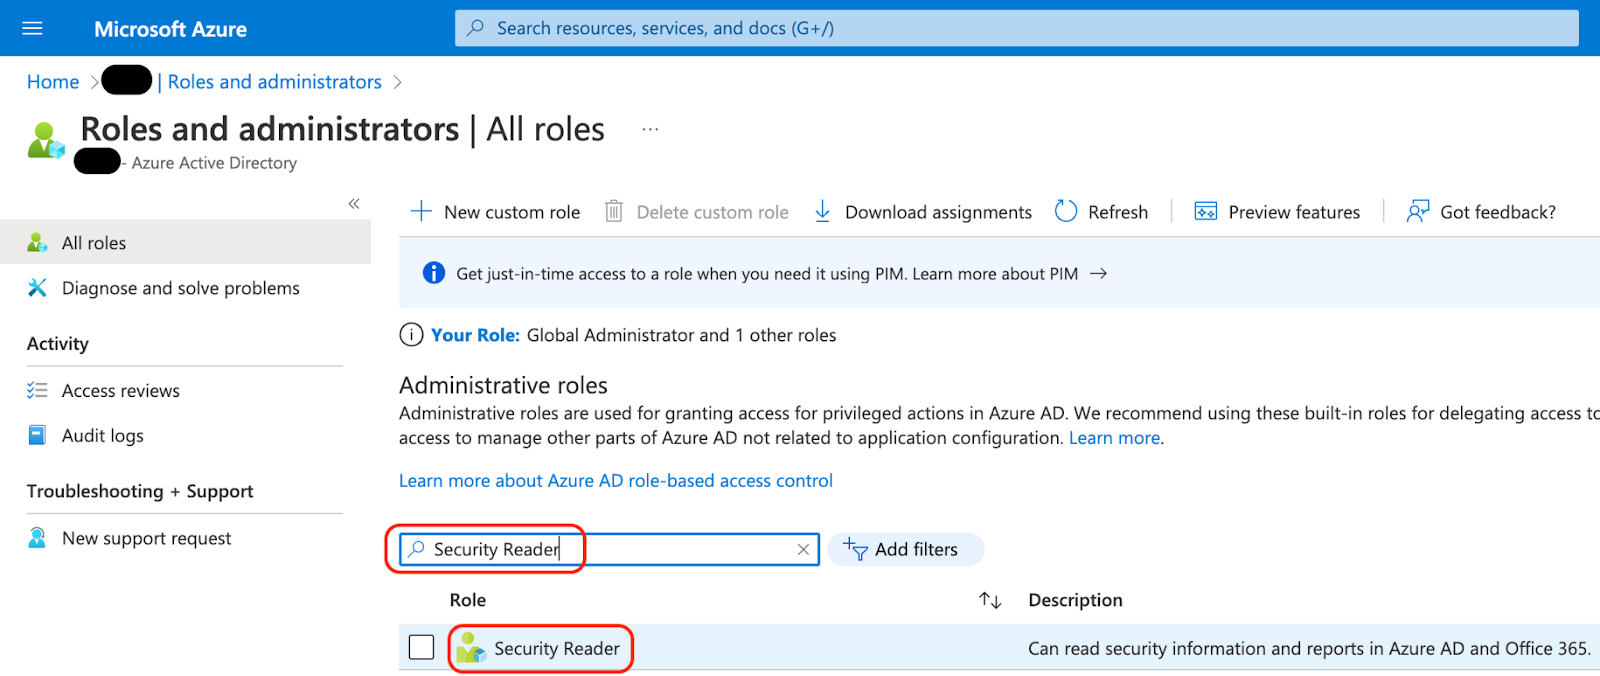 Microsoft Azure
Search resources, services, and docs (G+/)
Home > | Roles and administrators >
Roles and administrators | All roles ...
- Azure Active Directory
«
New custom role Delete custom role Download assignments Refresh Preview features Got feedback?
All roles
Diagnose and solve problems
Activity
Access reviews
Audit logs
Troubleshooting + Support
New support request
Get just-in-time access to a role when you need it using PIM. Learn more about PIM →
Your Role: Global Administrator and 1 other roles
Administrative roles
Administrative roles are used for granting access for privileged actions in Azure AD. We recommend using these built-in roles for delegating access to
access to manage other parts of Azure AD not related to application configuration. Learn more.
Learn more about Azure AD role-based access control
Security Reader
Add filters
Role ↑↓ Description
Security Reader Can read security information and reports in Azure AD and Office 365.